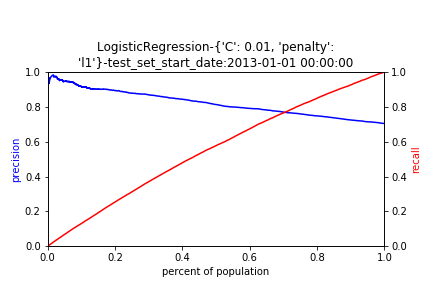 LogisticRegression-{'C': 0.01, 'penalty':
'l1'}-test_set_start_date:2013-01-01 00:00:00
1.0
0.8
0.6
0.4
0.2
0.0
precision
1.0
0.8
0.6
0.4
0.2
0.0
recall
0.0 0.2 0.4 0.6 0.8 1.0
percent of population